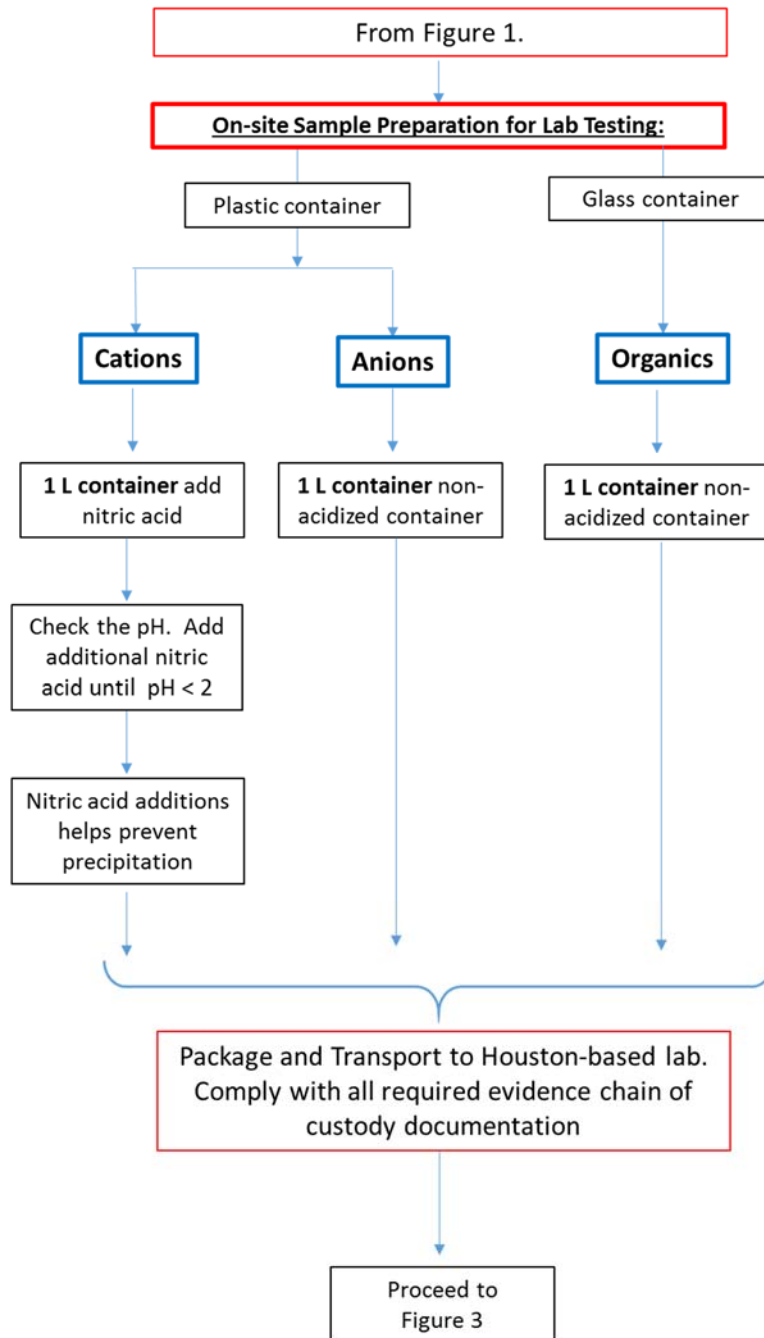 From Figure 1.
On-site Sample Preparation for Lab Testing:
Plastic container
Glass container
Cations
Anions
Organics
1 L container add
nitric acid
1 L container non-
acidized container
1 L container non-
acidized container
Check the pH.  Add
additional nitric
acid until  pH < 2
Nitric acid additions
helps prevent
precipitation
Package and Transport to Houston-based lab.
Comply with all required evidence chain of
custody documentation
Proceed to
Figure 3